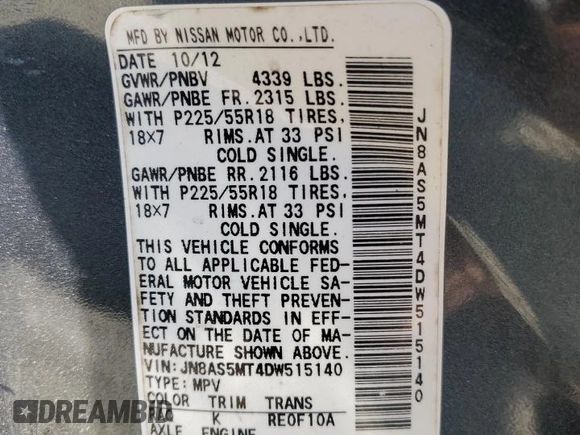 MFD BY NISSAN MOTOR CO.,LTD.
DATE 10/12
GVWR/PNBV 4339 LBS.
GAWR/PNBE FR. 2315 LBS.
WITH P225/55R18 TIRES,
18X7 RIMS.AT 33 PSI
COLD SINGLE.
GAWR/PNBE RR. 2116 LBS.
WITH P225/55R18 TIRES,
18X7 RIMS.AT 33 PSI
COLD SINGLE.
THIS VEHICLE CONFORMS
TO ALL APPLICABLE FED-
ERAL MOTOR VEHICLE SA-
FETY AND THEFT PREVEN-
TION STANDARDS IN EFF-
ECT ON THE DATE OF MA-
NUFACTURE SHOWN ABOVE.
VIN: JN8AS5MT4DW515140
TYPE: MPV
COLOR TRIM TRANS
K RE0F10A
AXLE ENGINE
JN8AS5MT4DW515140
DREAMBID